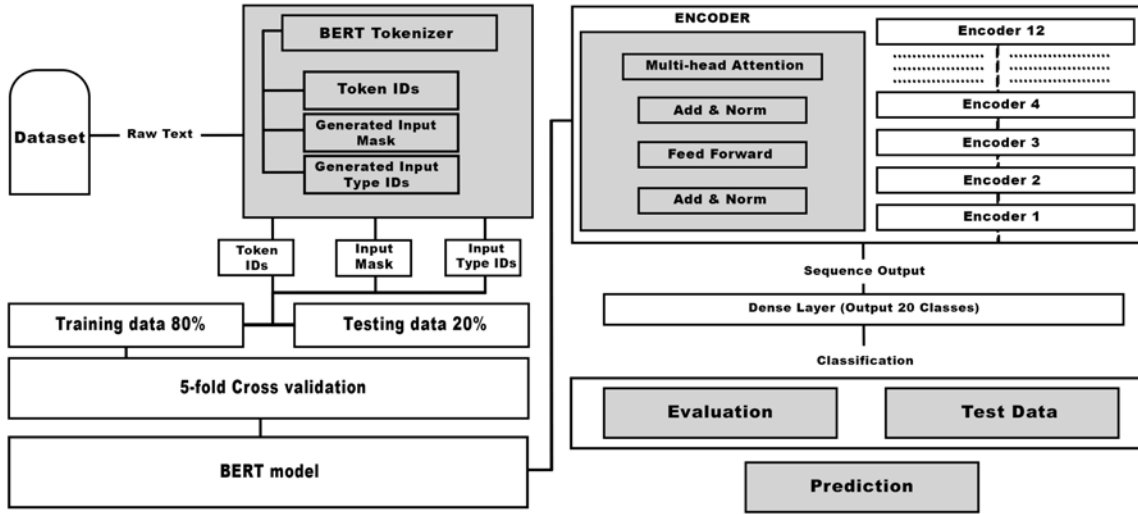 BERT Tokenizer
Token IDs
Generated Input
Mask
Generated Input
Type IDs
Dataset
Raw Text
Token
IDs
Input
Mask
Input
Type IDs
Training data 80%
Testing data 20%
5-fold Cross validation
BERT model
ENCODER
Multi-head Attention
Add & Norm
Feed Forward
Add & Norm
Encoder 12
Encoder 4
Encoder 3
Encoder 2
Encoder 1
Sequence Output
Dense Layer (Output 20 Classes)
Classification
Evaluation
Test Data
Prediction